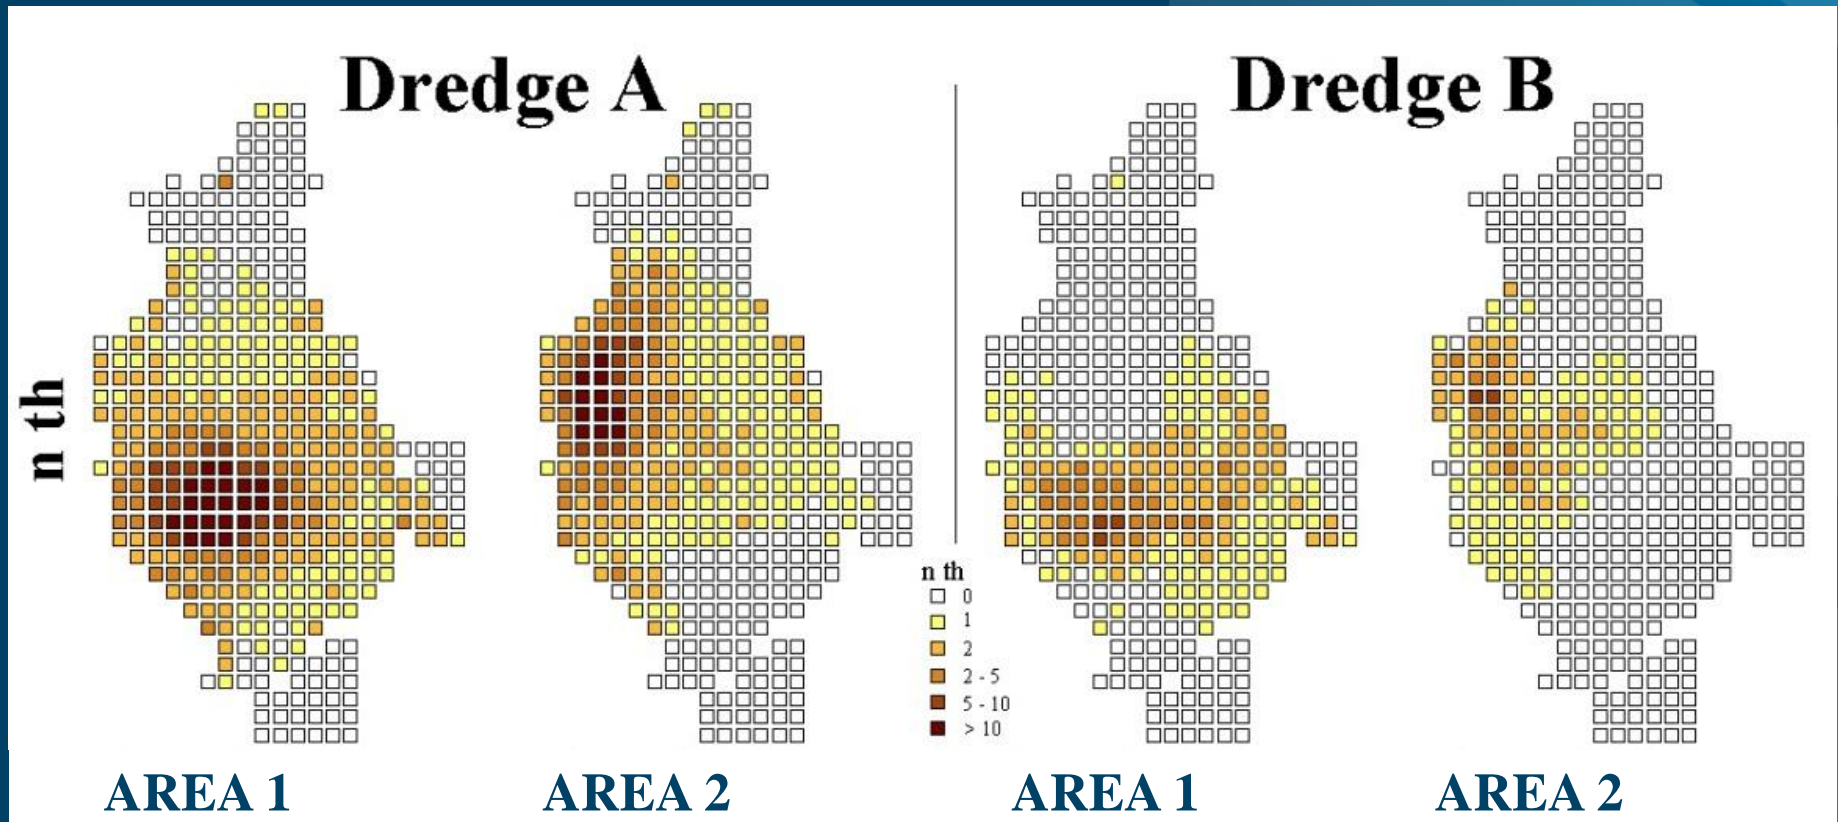 Dredge A
Dredge B
n th
n th
0
1
2
2 - 5
5 - 10
> 10
AREA 1
AREA 2
AREA 1
AREA 2